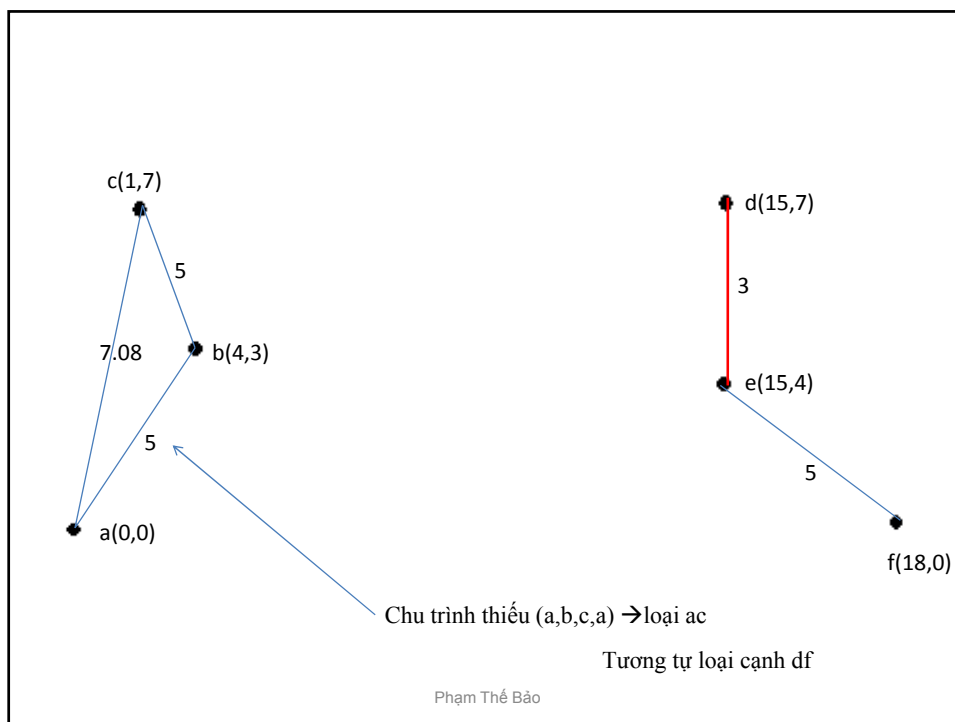 c(1,7)
d(15,7)
5
3
7.08
b(4,3)
e(15,4)
5
5
a(0,0)
f(18,0)
Chu trình thiếu (a,b,c,a) →loại ac
Tương tự loại cạnh df
Phạm Thế Bảo